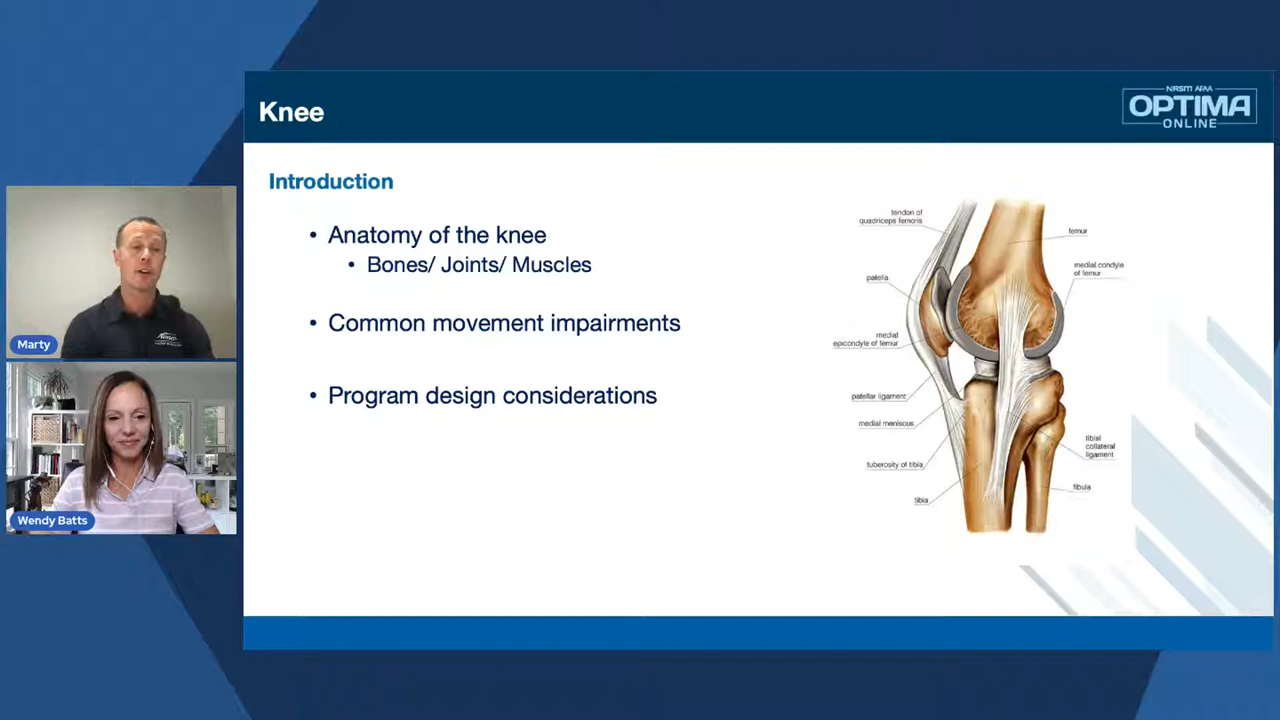 Knee
NASM AFAA
OPTIMA
ONLINE
Introduction
• Anatomy of the knee
• Bones/ Joints/ Muscles
• Common movement impairments
• Program design considerations
tendon of
quadriceps femoris
femur
medial condyle
of femur
patella
medial
epicondyle of femur
patellar ligament
medial meniscus
tibial
collateral
ligament
tuberosity of tibia
fibula
tibia
Marty
Wendy Batts